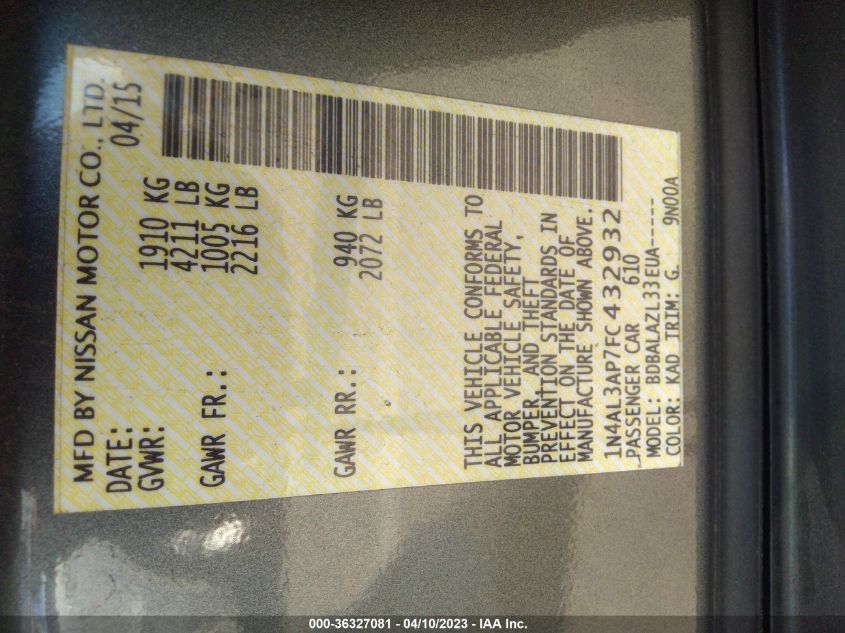 MFD BY NISSAN MOTOR CO., LTD.
DATE: 04/15
GVWR: 1910 KG
4211 LB
GAWR FR.: 1005 KG
2216 LB
GAWR RR.: 940 KG
2072 LB
THIS VEHICLE CONFORMS TO
ALL APPLICABLE FEDERAL
MOTOR VEHICLE SAFETY,
BUMPER, AND THEFT
PREVENTION STANDARDS IN
EFFECT ON THE DATE OF
MANUFACTURE SHOWN ABOVE.
1N4AL3AP7FC432932
PASSENGER CAR 610
MODEL: BDBALAZL33EUA-----
COLOR: KAD TRIM: G 9N00A
000-36327081 - 04/10/2023 - IAA Inc.